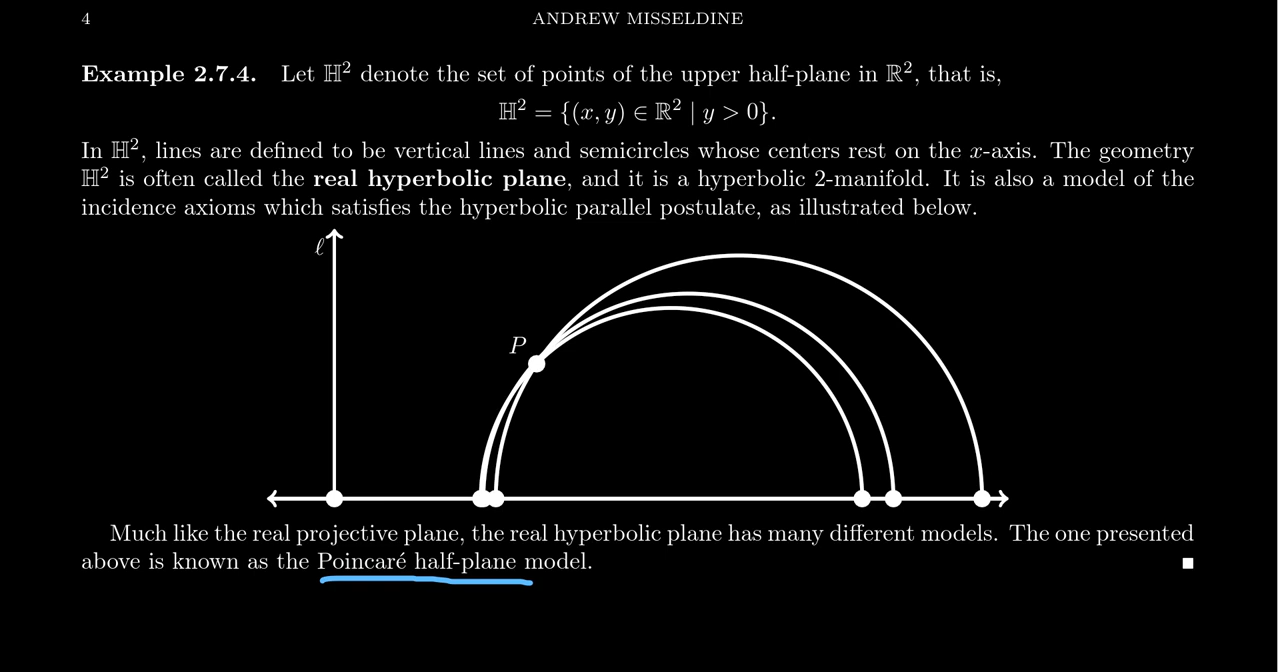 4
ANDREW MISSELDINE
Example 2.7.4. Let ℍ² denote the set of points of the upper half-plane in ℝ², that is,
ℍ² = {(x, y) ∈ ℝ² | y > 0}.
In ℍ², lines are defined to be vertical lines and semicircles whose centers rest on the x-axis. The geometry
ℍ² is often called the real hyperbolic plane, and it is a hyperbolic 2-manifold. It is also a model of the
incidence axioms which satisfies the hyperbolic parallel postulate, as illustrated below.
ℓ
P
Much like the real projective plane, the real hyperbolic plane has many different models. The one presented
above is known as the Poincaré half-plane model.